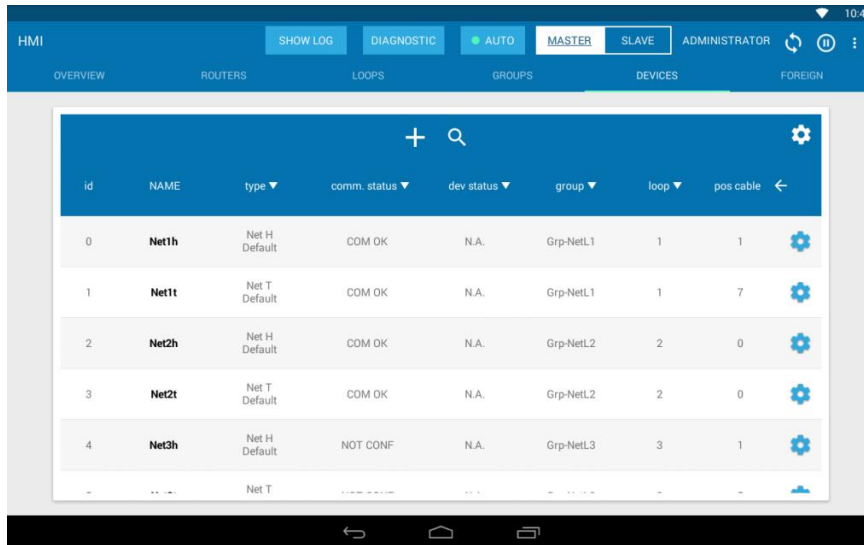 10:4
HMI SHOW LOG DIAGNOSTIC AUTO MASTER SLAVE ADMINISTRATOR
OVERVIEW ROUTERS LOOPS GROUPS DEVICES FOREIGN
id NAME type comm. status dev status group loop pos cable
0 Net1h Net H Default COM OK N.A. Grp-NetL1 1 1
1 Net1t Net T Default COM OK N.A. Grp-NetL1 1 7
2 Net2h Net H Default COM OK N.A. Grp-NetL2 2 0
3 Net2t Net T Default COM OK N.A. Grp-NetL2 2 0
4 Net3h Net H Default NOT CONF N.A. Grp-NetL3 3 1
Net T